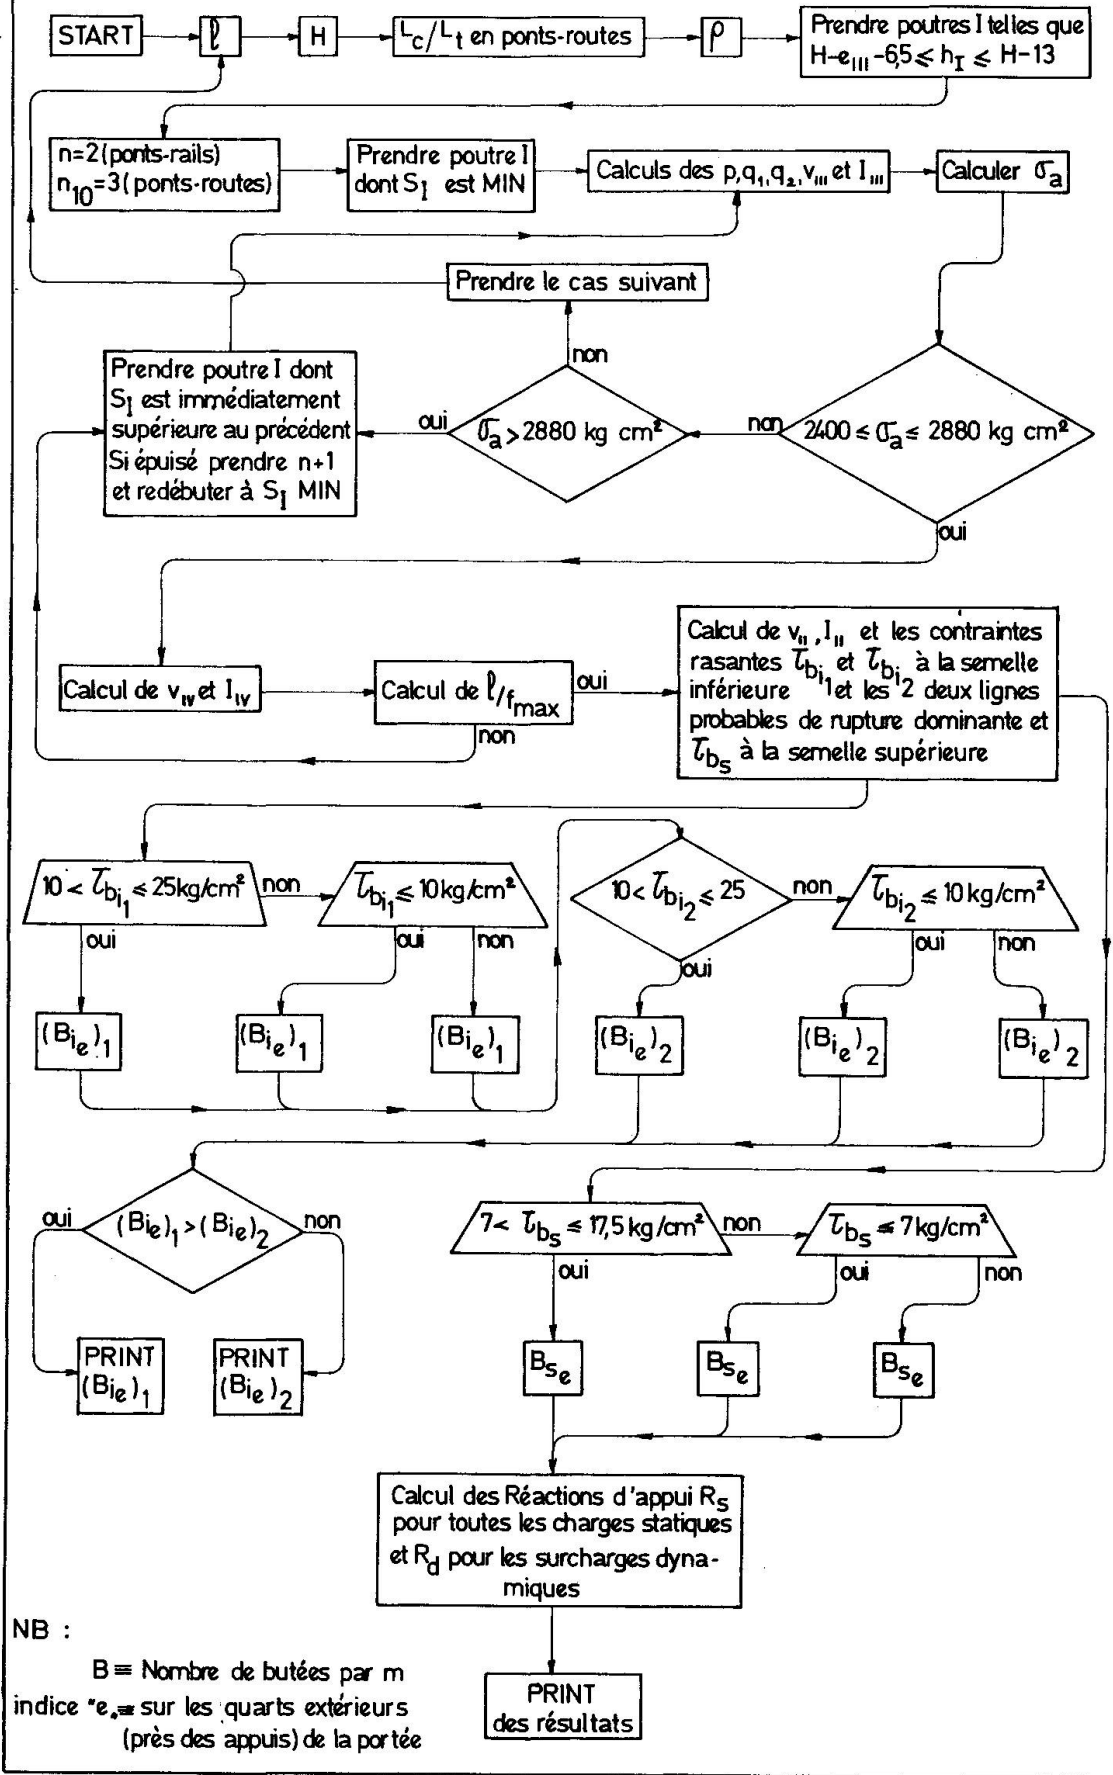 START
ℓ
H
Lc/Lt en ponts-routes
ρ
Prendre poutres I telles que
H-eIII-6,5 ≤ hI ≤ H-13
n=2(ponts-rails)
n10=3(ponts-routes)
Prendre poutre I
dont SI est MIN
Calculs des p,q1,q2,vIII et IIII
Calculer σa
Prendre le cas suivant
non
Prendre poutre I dont
SI est immédiatement
supérieure au précédent
Si épuisé prendre n+1
et redébuter à SI MIN
oui
σa > 2880 kg cm²
non
2400 ≤ σa ≤ 2880 kg cm²
oui
Calcul de vIV et IIV
Calcul de ℓ/fmax
oui
non
Calcul de vII, III et les contraintes
rasantes τbi1 et τbi2 à la semelle
inférieure et les deux lignes
probables de rupture dominante et
τbs à la semelle supérieure
10 < τbi1 ≤ 25kg/cm²
non
τbi1 ≤ 10kg/cm²
10 < τbi2 ≤ 25
non
τbi2 ≤ 10kg/cm²
oui
oui
non
oui
oui
non
(Bie)1
(Bie)1
(Bie)1
(Bie)2
(Bie)2
(Bie)2
oui
(Bie)1 > (Bie)2
non
7 < τbs ≤ 17,5 kg/cm²
non
τbs ≤ 7kg/cm²
oui
oui
non
PRINT
(Bie)1
PRINT
(Bie)2
Bse
Bse
Bse
Calcul des Réactions d'appui Rs
pour toutes les charges statiques
et Rd pour les surcharges dyna-
miques
NB :
B ≡ Nombre de butées par m
indice "e" ≡ sur les quarts extérieurs
(près des appuis) de la portée
PRINT
des résultats